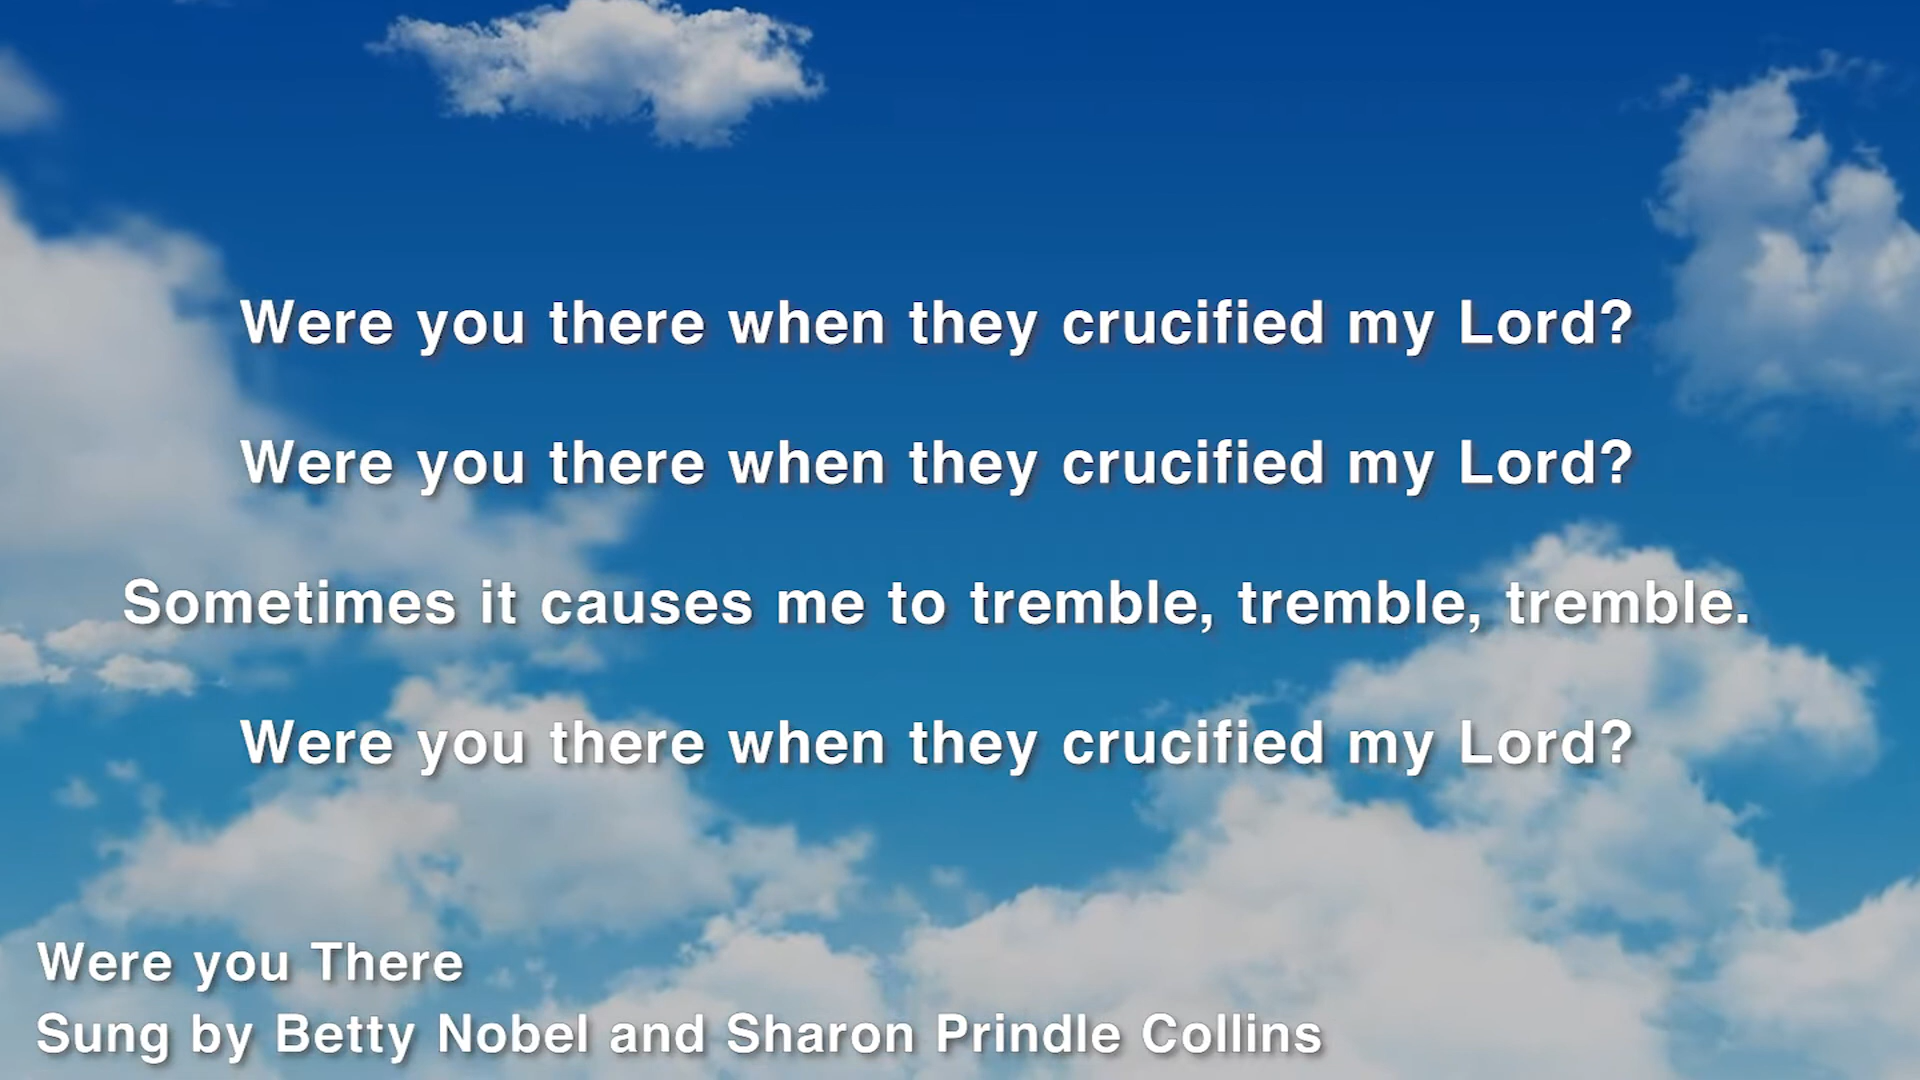 Were you there when they crucified my Lord?
Were you there when they crucified my Lord?
Sometimes it causes me to tremble, tremble, tremble.
Were you there when they crucified my Lord?
Were you There
Sung by Betty Nobel and Sharon Prindle Collins